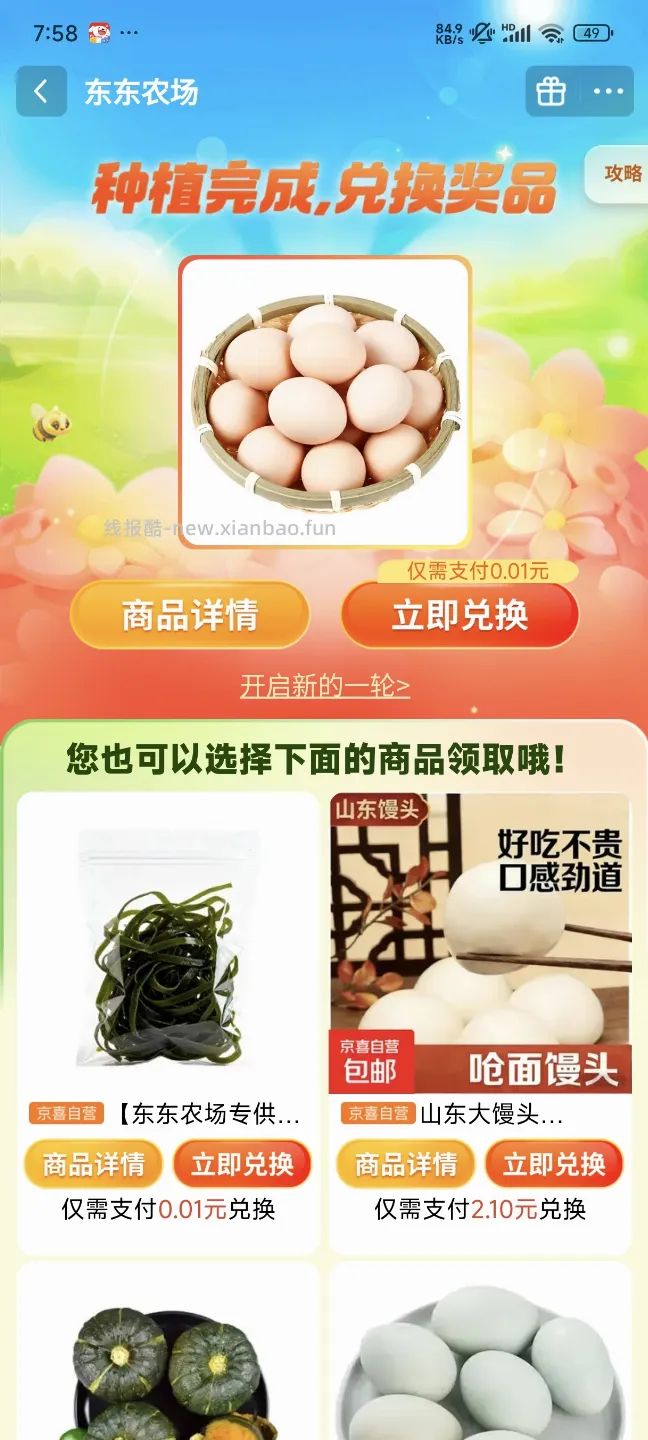 7:58
84.9
KB/s
HD
49
东东农场
攻略
种植完成,兑换奖品
线报酷-new.xianbao.fun
仅需支付0.01元
商品详情
立即兑换
开启新的一轮>
您也可以选择下面的商品领取哦!
山东馒头
好吃不贵
口感劲道
京喜自营
包邮
呛面馒头
京喜自营 【东东农场专供...
京喜自营 山东大馒头...
商品详情 立即兑换
商品详情 立即兑换
仅需支付0.01元兑换
仅需支付2.10元兑换